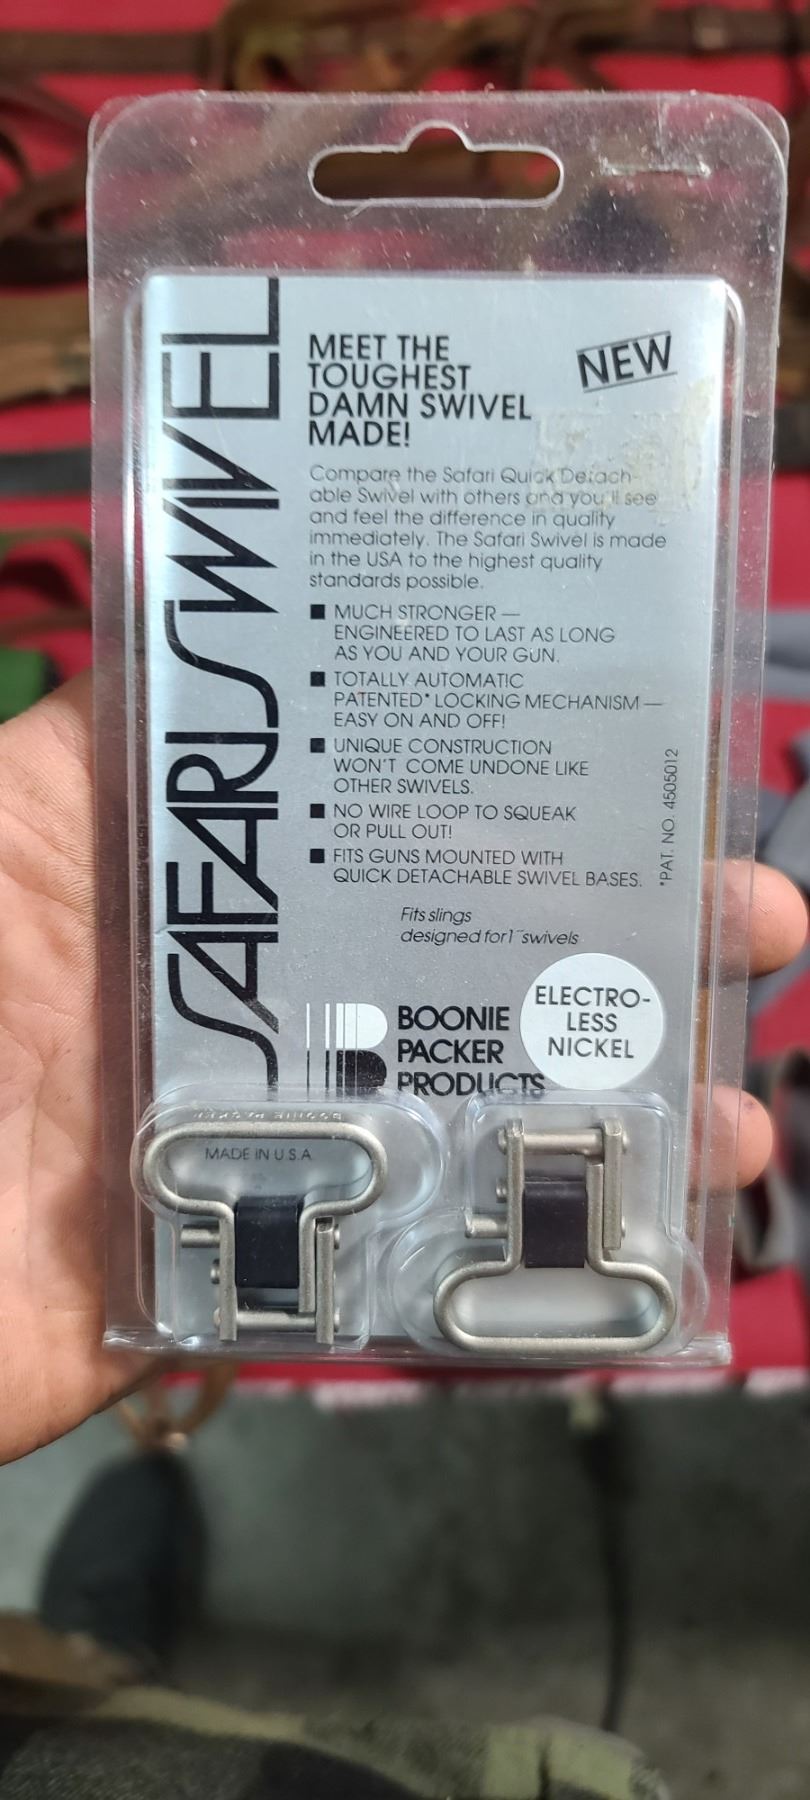 SAFARI SWIVEL
MEET THE
TOUGHEST
DAMN SWIVEL
MADE!
NEW
Compare the Safari Quick Detach-
able Swivel with others and you'll see
and feel the difference in quality
immediately. The Safari Swivel is made
in the USA to the highest quality
standards possible.
■ MUCH STRONGER —
ENGINEERED TO LAST AS LONG
AS YOU AND YOUR GUN.
■ TOTALLY AUTOMATIC
PATENTED* LOCKING MECHANISM —
EASY ON AND OFF!
■ UNIQUE CONSTRUCTION
WON'T COME UNDONE LIKE
OTHER SWIVELS.
■ NO WIRE LOOP TO SQUEAK
OR PULL OUT!
■ FITS GUNS MOUNTED WITH
QUICK DETACHABLE SWIVEL BASES.
*PAT. NO. 4505012
Fits slings
designed for 1" swivels
BOONIE
PACKER
PRODUCTS
ELECTRO-
LESS
NICKEL
BOONIE PACKER
MADE IN U.S.A.